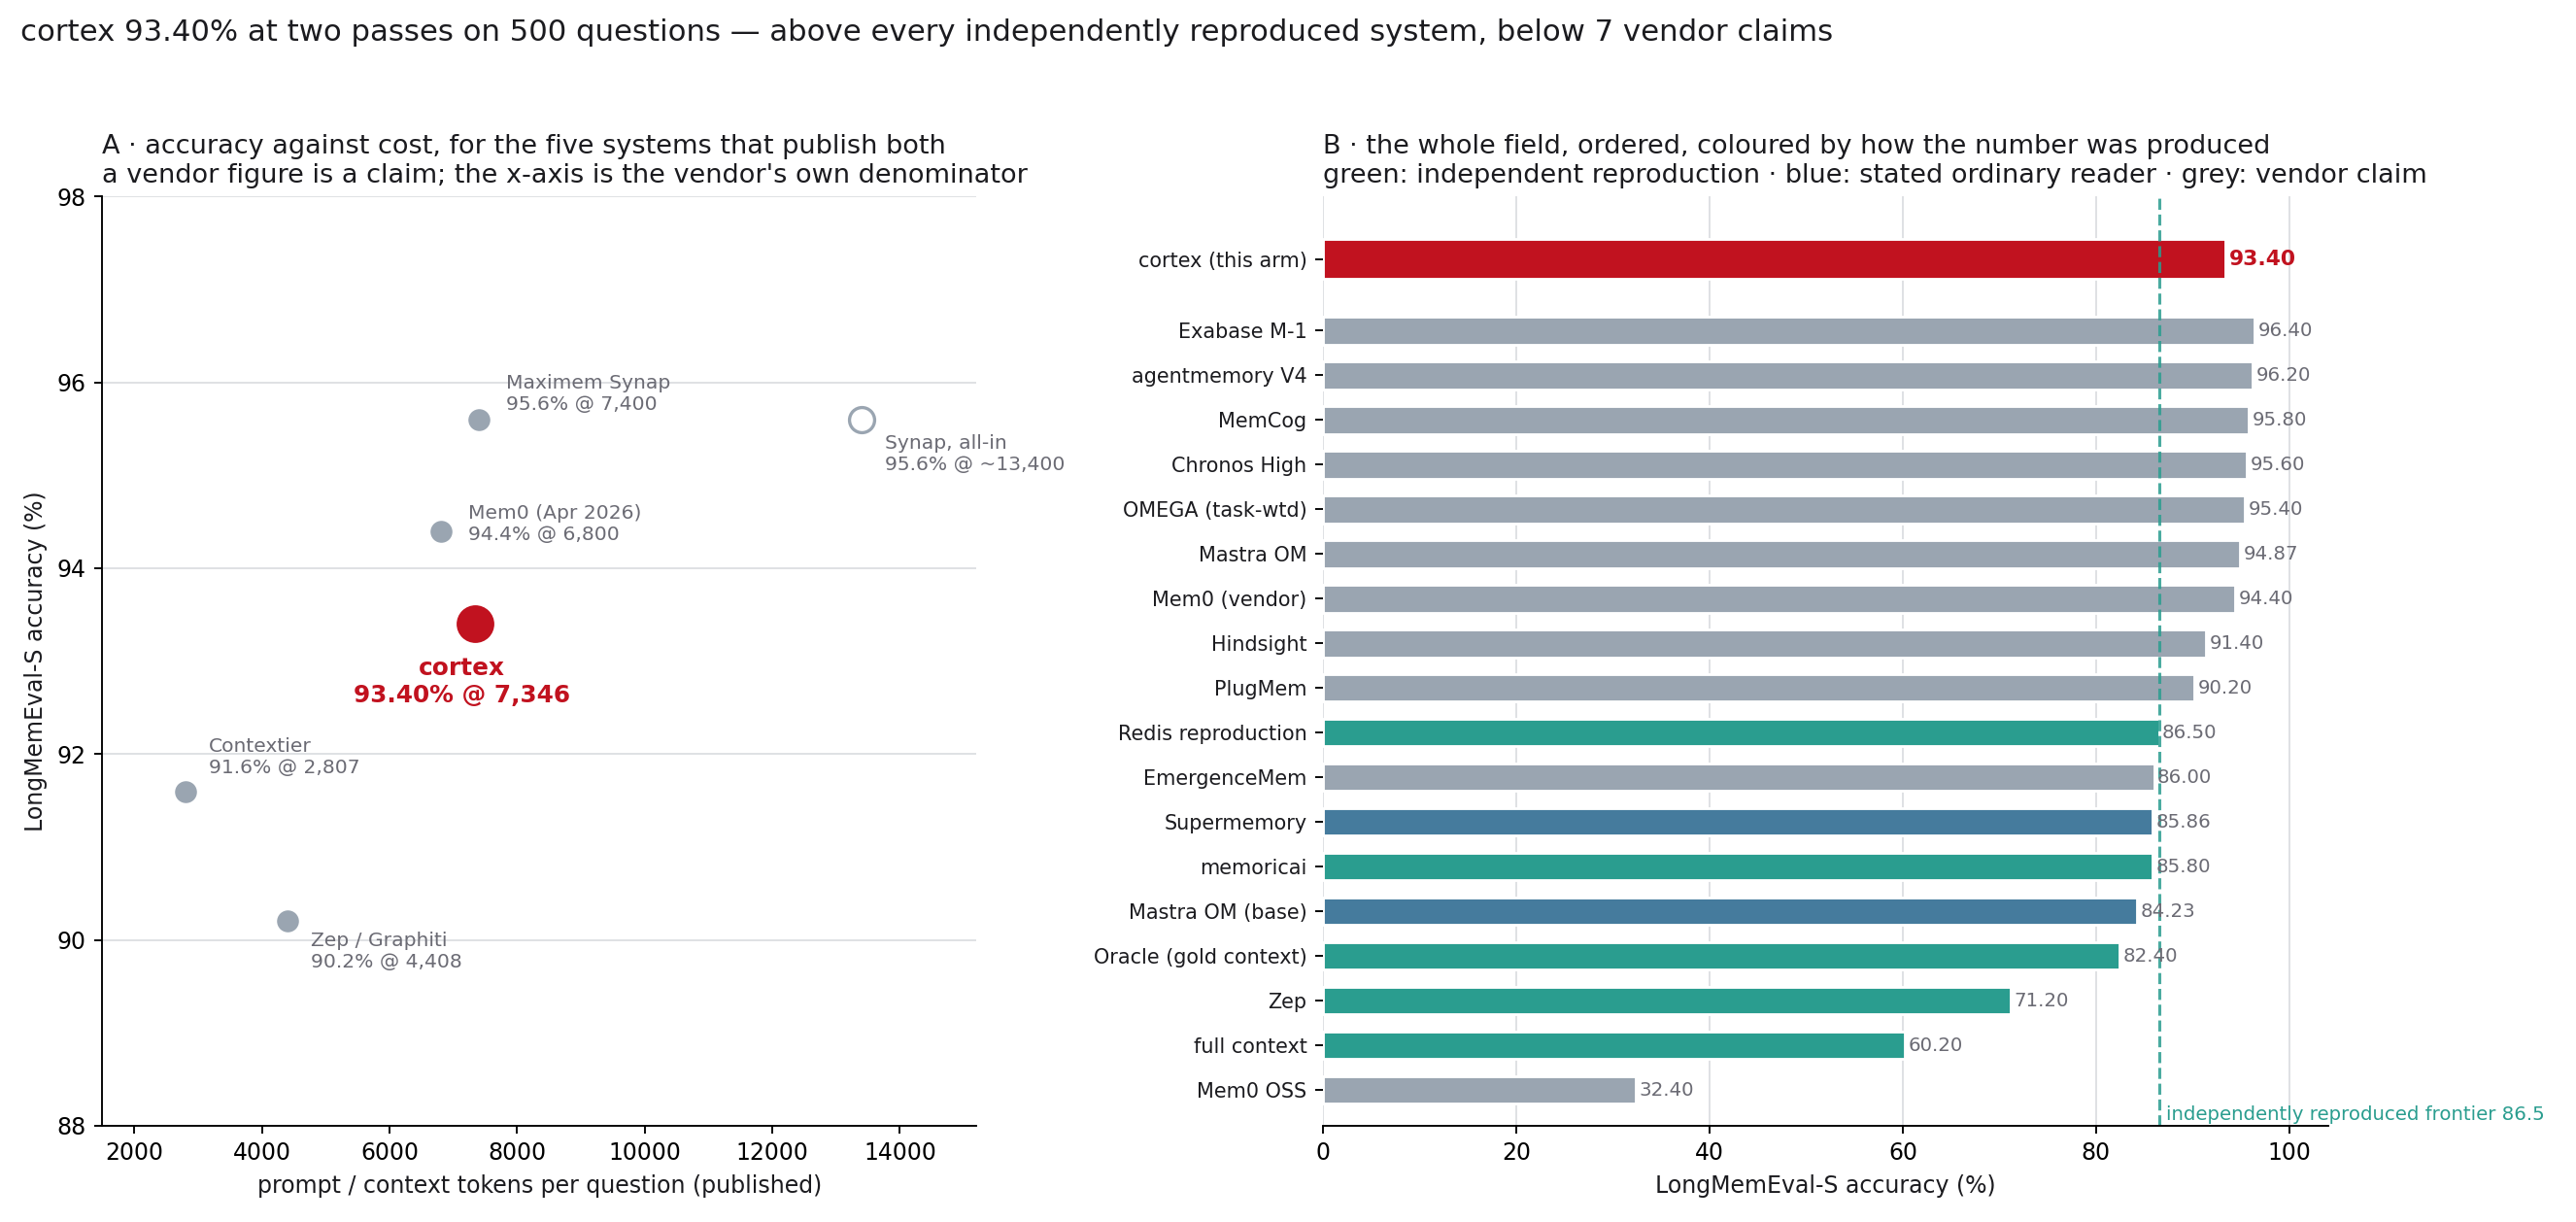 cortex 93.40% at two passes on 500 questions — above every independently reproduced system, below 7 vendor claims
A · accuracy against cost, for the five systems that publish both
a vendor figure is a claim; the x-axis is the vendor's own denominator
98
96
94
92
90
88
LongMemEval-S accuracy (%)
Maximem Synap
95.6% @ 7,400
Synap, all-in
95.6% @ ~13,400
Mem0 (Apr 2026)
94.4% @ 6,800
cortex
93.40% @ 7,346
Contextier
91.6% @ 2,807
Zep / Graphiti
90.2% @ 4,408
2000 4000 6000 8000 10000 12000 14000
prompt / context tokens per question (published)
B · the whole field, ordered, coloured by how the number was produced
green: independent reproduction · blue: stated ordinary reader · grey: vendor claim
cortex (this arm) 93.40
Exabase M-1 96.40
agentmemory V4 96.20
MemCog 95.80
Chronos High 95.60
OMEGA (task-wtd) 95.40
Mastra OM 94.87
Mem0 (vendor) 94.40
Hindsight 91.40
PlugMem 90.20
Redis reproduction 86.50
EmergenceMem 86.00
Supermemory 85.86
memoricai 85.80
Mastra OM (base) 84.23
Oracle (gold context) 82.40
Zep 71.20
full context 60.20
Mem0 OSS 32.40
independently reproduced frontier 86.5
0 20 40 60 80 100
LongMemEval-S accuracy (%)